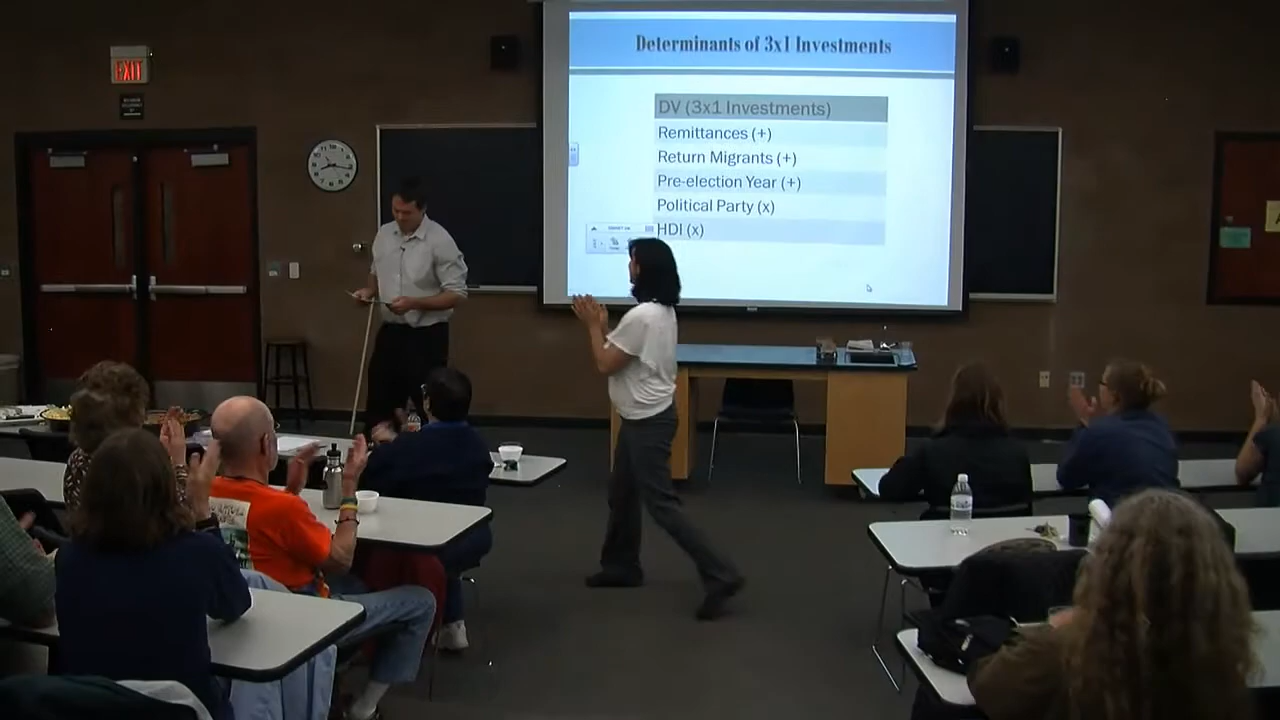 EXIT
Determinants of 3x1 Investments
DV (3x1 Investments)
Remittances (+)
Return Migrants (+)
Pre-election Year (+)
Political Party (x)
HDI (x)